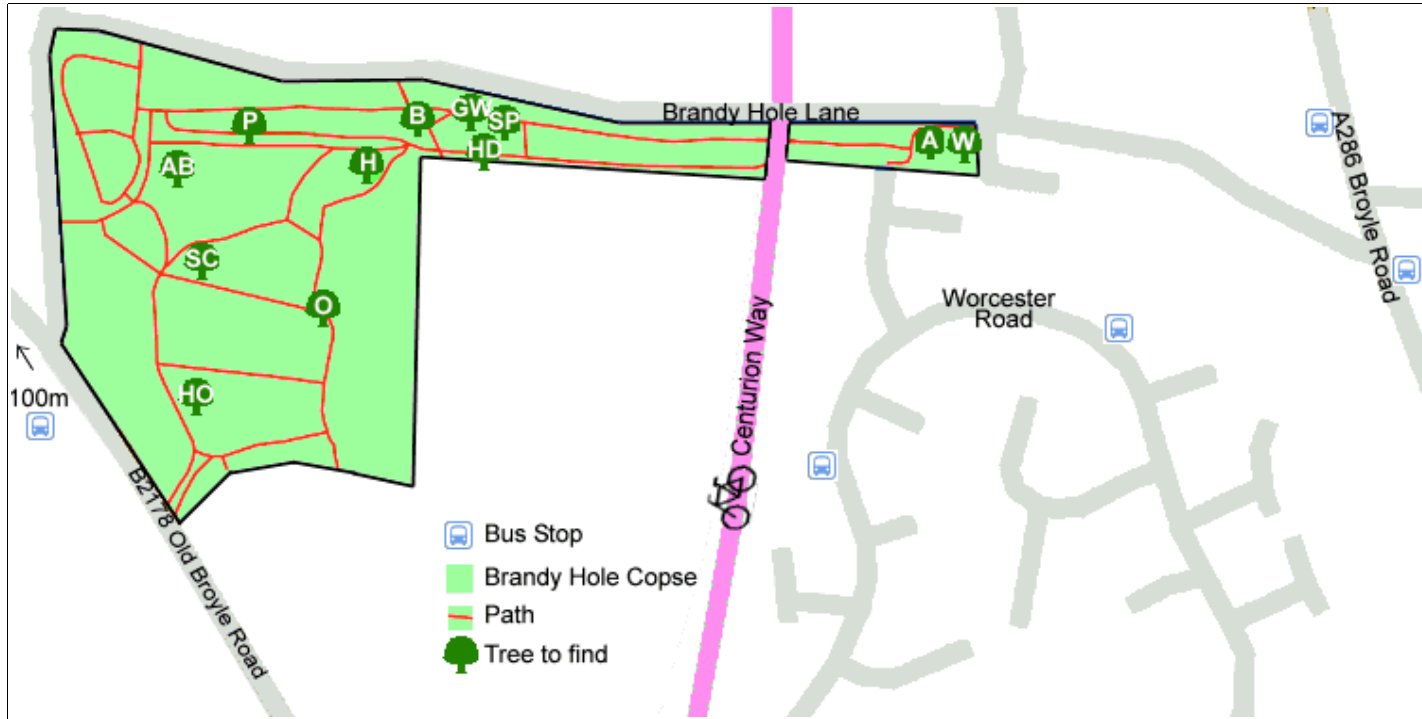 Brandy Hole Lane
A286 Broyle Road
P
B
GW
SP
HD
A
W
AB
H
SC
O
HO
Worcester
Road
Centurion Way
100m
B2178 Old Broyle Road
Bus Stop
Brandy Hole Copse
Path
Tree to find